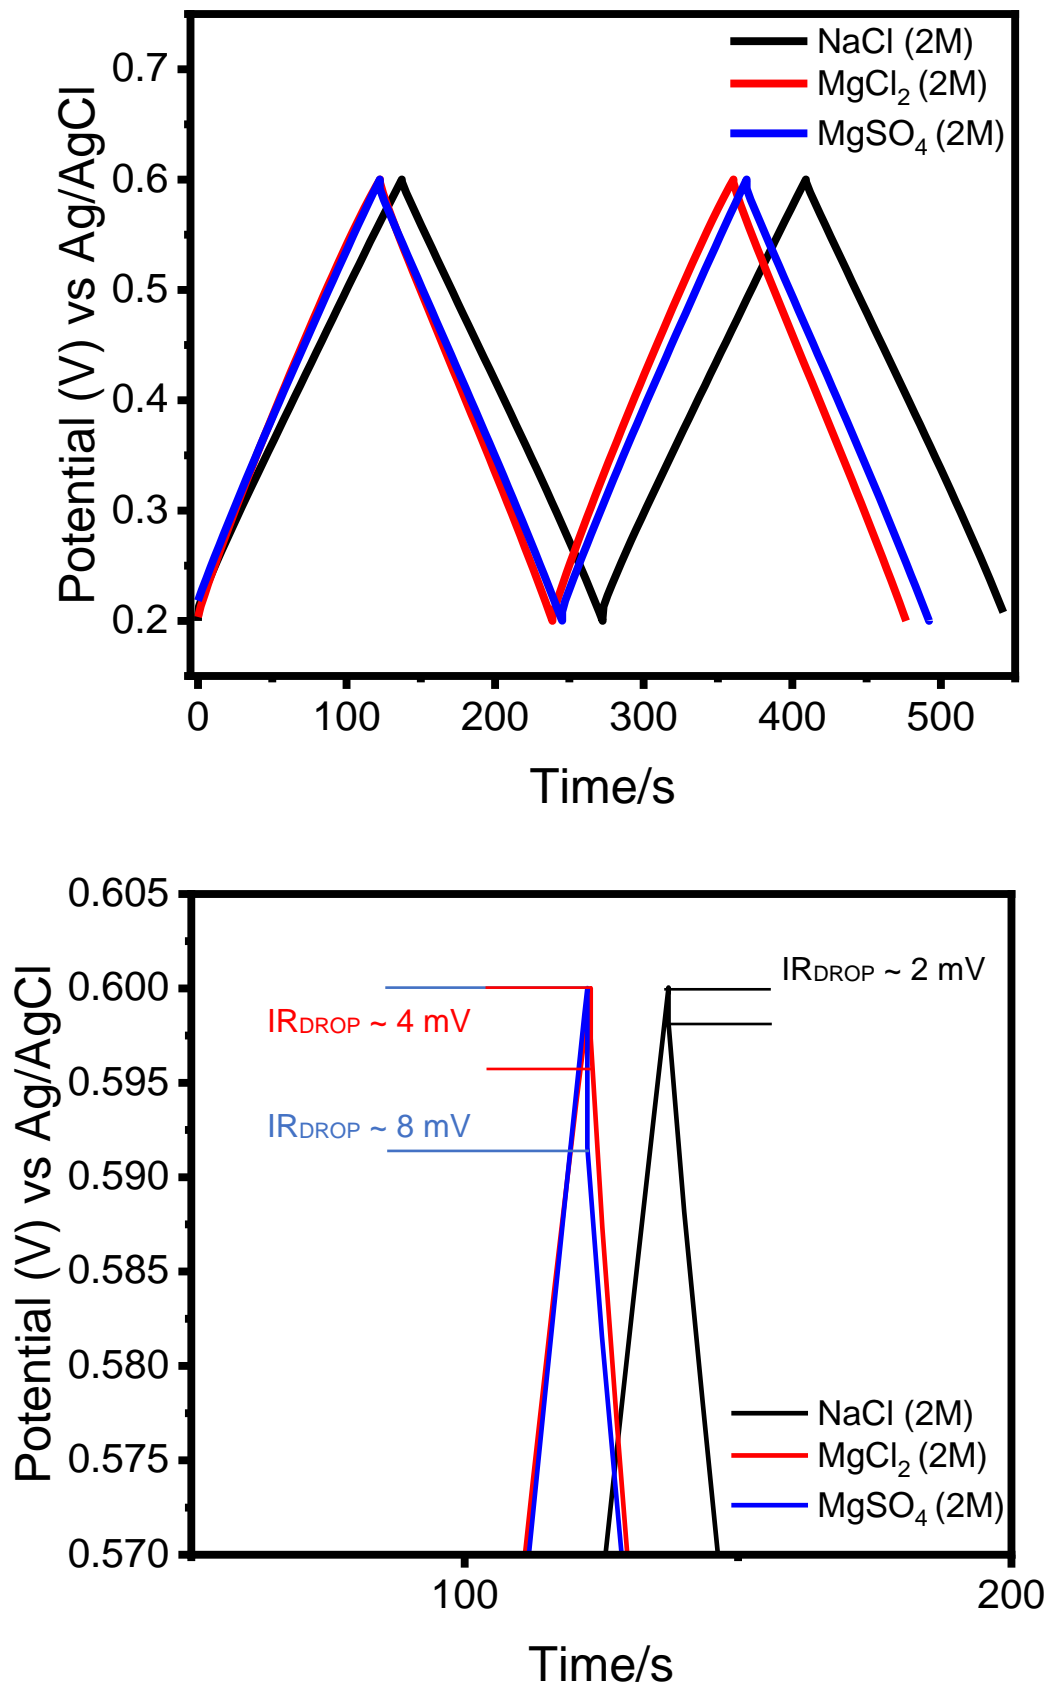 NaCl (2M)
MgCl2 (2M)
MgSO4 (2M)
Potential (V) vs Ag/AgCl
0.7
0.6
0.5
0.4
0.3
0.2
0 100 200 300 400 500
Time/s
Potential (V) vs Ag/AgCl
0.605
0.600
0.595
0.590
0.585
0.580
0.575
0.570
IRDROP ~ 2 mV
IRDROP ~ 4 mV
IRDROP ~ 8 mV
NaCl (2M)
MgCl2 (2M)
MgSO4 (2M)
100 200
Time/s